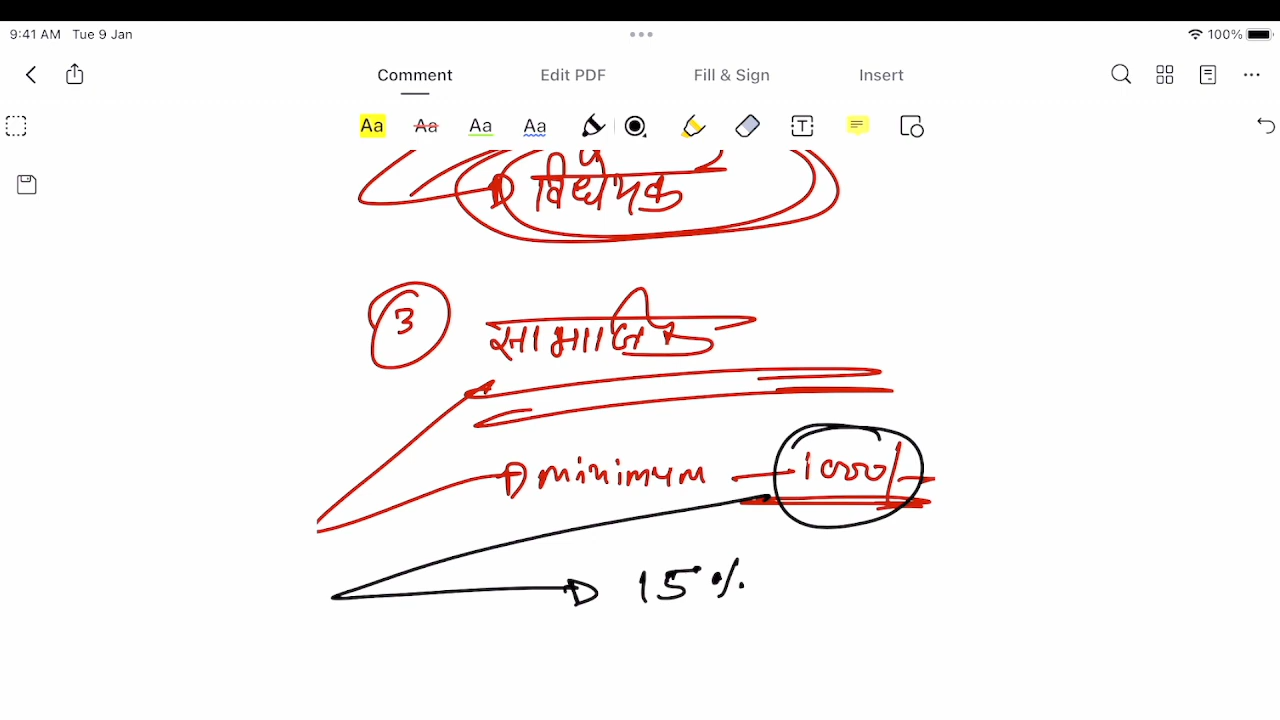 9:41 AM Tue 9 Jan
100%
Comment Edit PDF Fill & Sign Insert
Aa Aa Aa Aa T
विधेयक
3 सामाजिक
minimum - 1000/-
15%